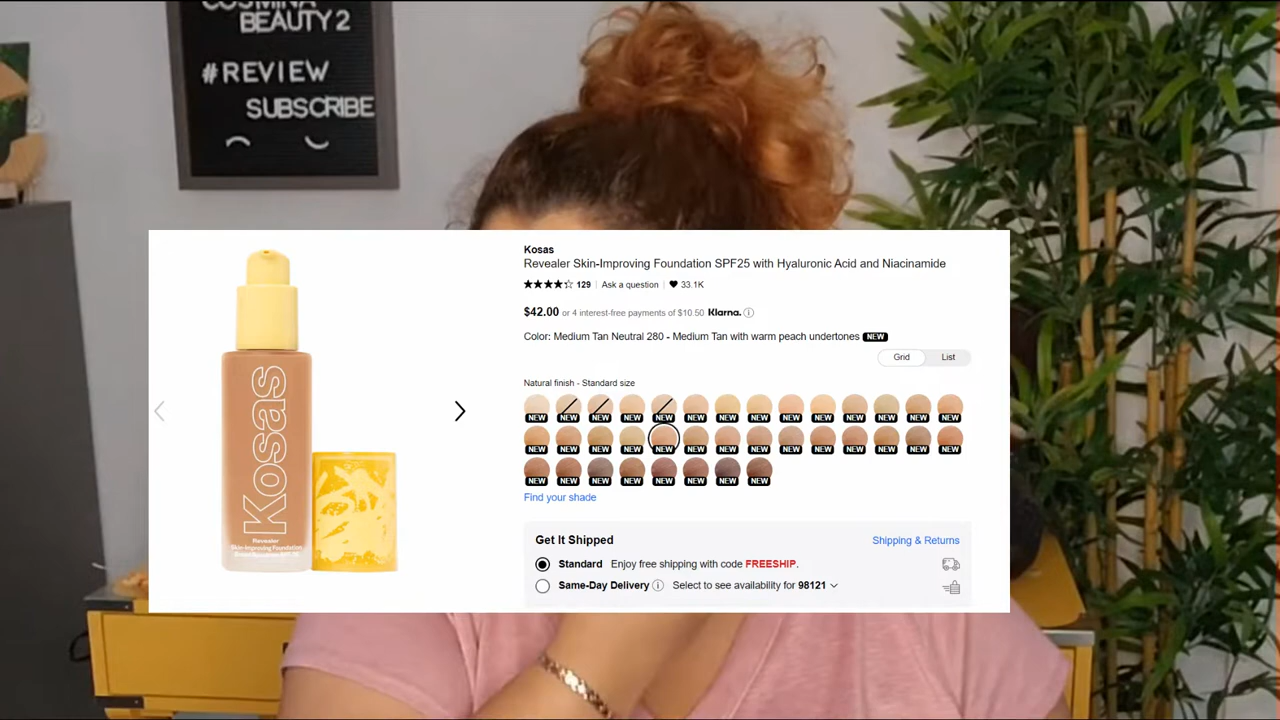 COSMINA
BEAUTY 2
#REVIEW
SUBSCRIBE
Kosas
Revealer Skin-Improving Foundation SPF25 with Hyaluronic Acid and Niacinamide
129 Ask a question 33.1K
$42.00 or 4 interest-free payments of $10.50 Klarna.
Color: Medium Tan Neutral 280 - Medium Tan with warm peach undertones NEW
Grid List
Natural finish - Standard size
NEW NEW NEW NEW NEW NEW NEW NEW NEW NEW NEW NEW NEW NEW
NEW NEW NEW NEW NEW NEW NEW NEW NEW NEW NEW NEW NEW NEW
NEW NEW NEW NEW NEW NEW NEW NEW
Find your shade
Get It Shipped Shipping & Returns
Standard Enjoy free shipping with code FREESHIP.
Same-Day Delivery Select to see availability for 98121
Kosas
Revealer
Skin-Improving Foundation